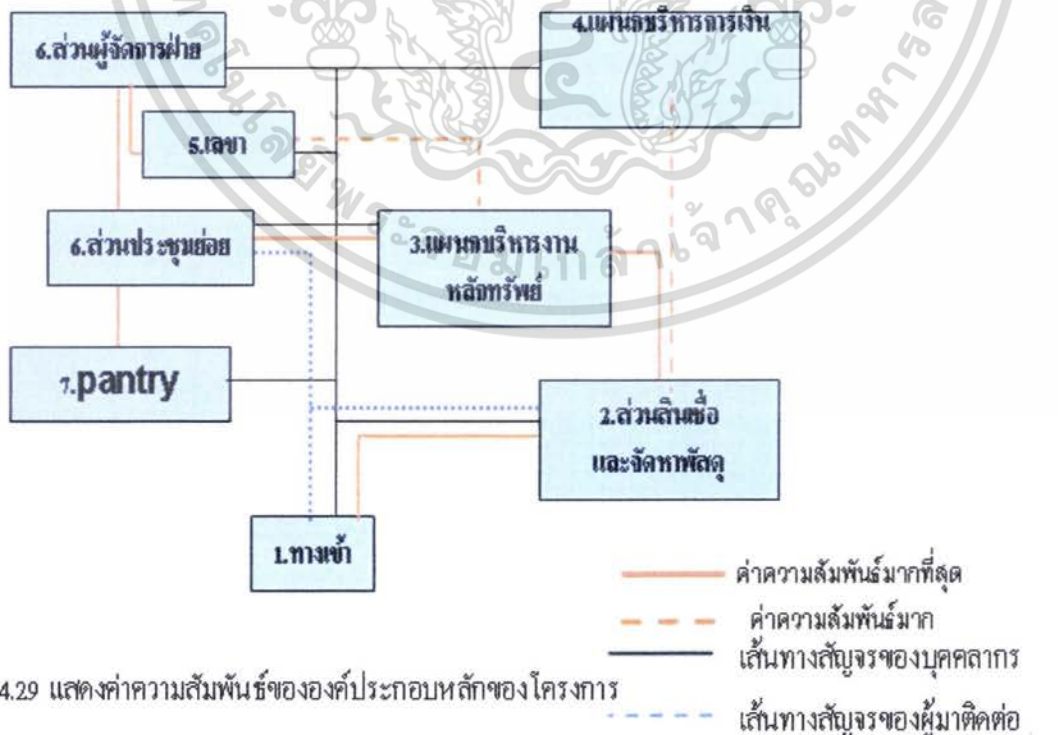 6.ส่วนผู้จัดการฝ่าย
4.แผนกบริหารการเงิน
5.เลขา
6.ส่วนประชุมย่อย
3.แผนกบริหารงาน
หลักทรัพย์
7.pantry
2.ส่วนสินเชื่อ
และจัดหาพัสดุ
1.ทางเข้า
ค่าความสัมพันธ์มากที่สุด
ค่าความสัมพันธ์มาก
เส้นทางสัญจรของบุคคลากร
4.29 แสดงค่าความสัมพันธ์ขององค์ประกอบหลักของโครงการ
เส้นทางสัญจรของผู้มาติดต่อ